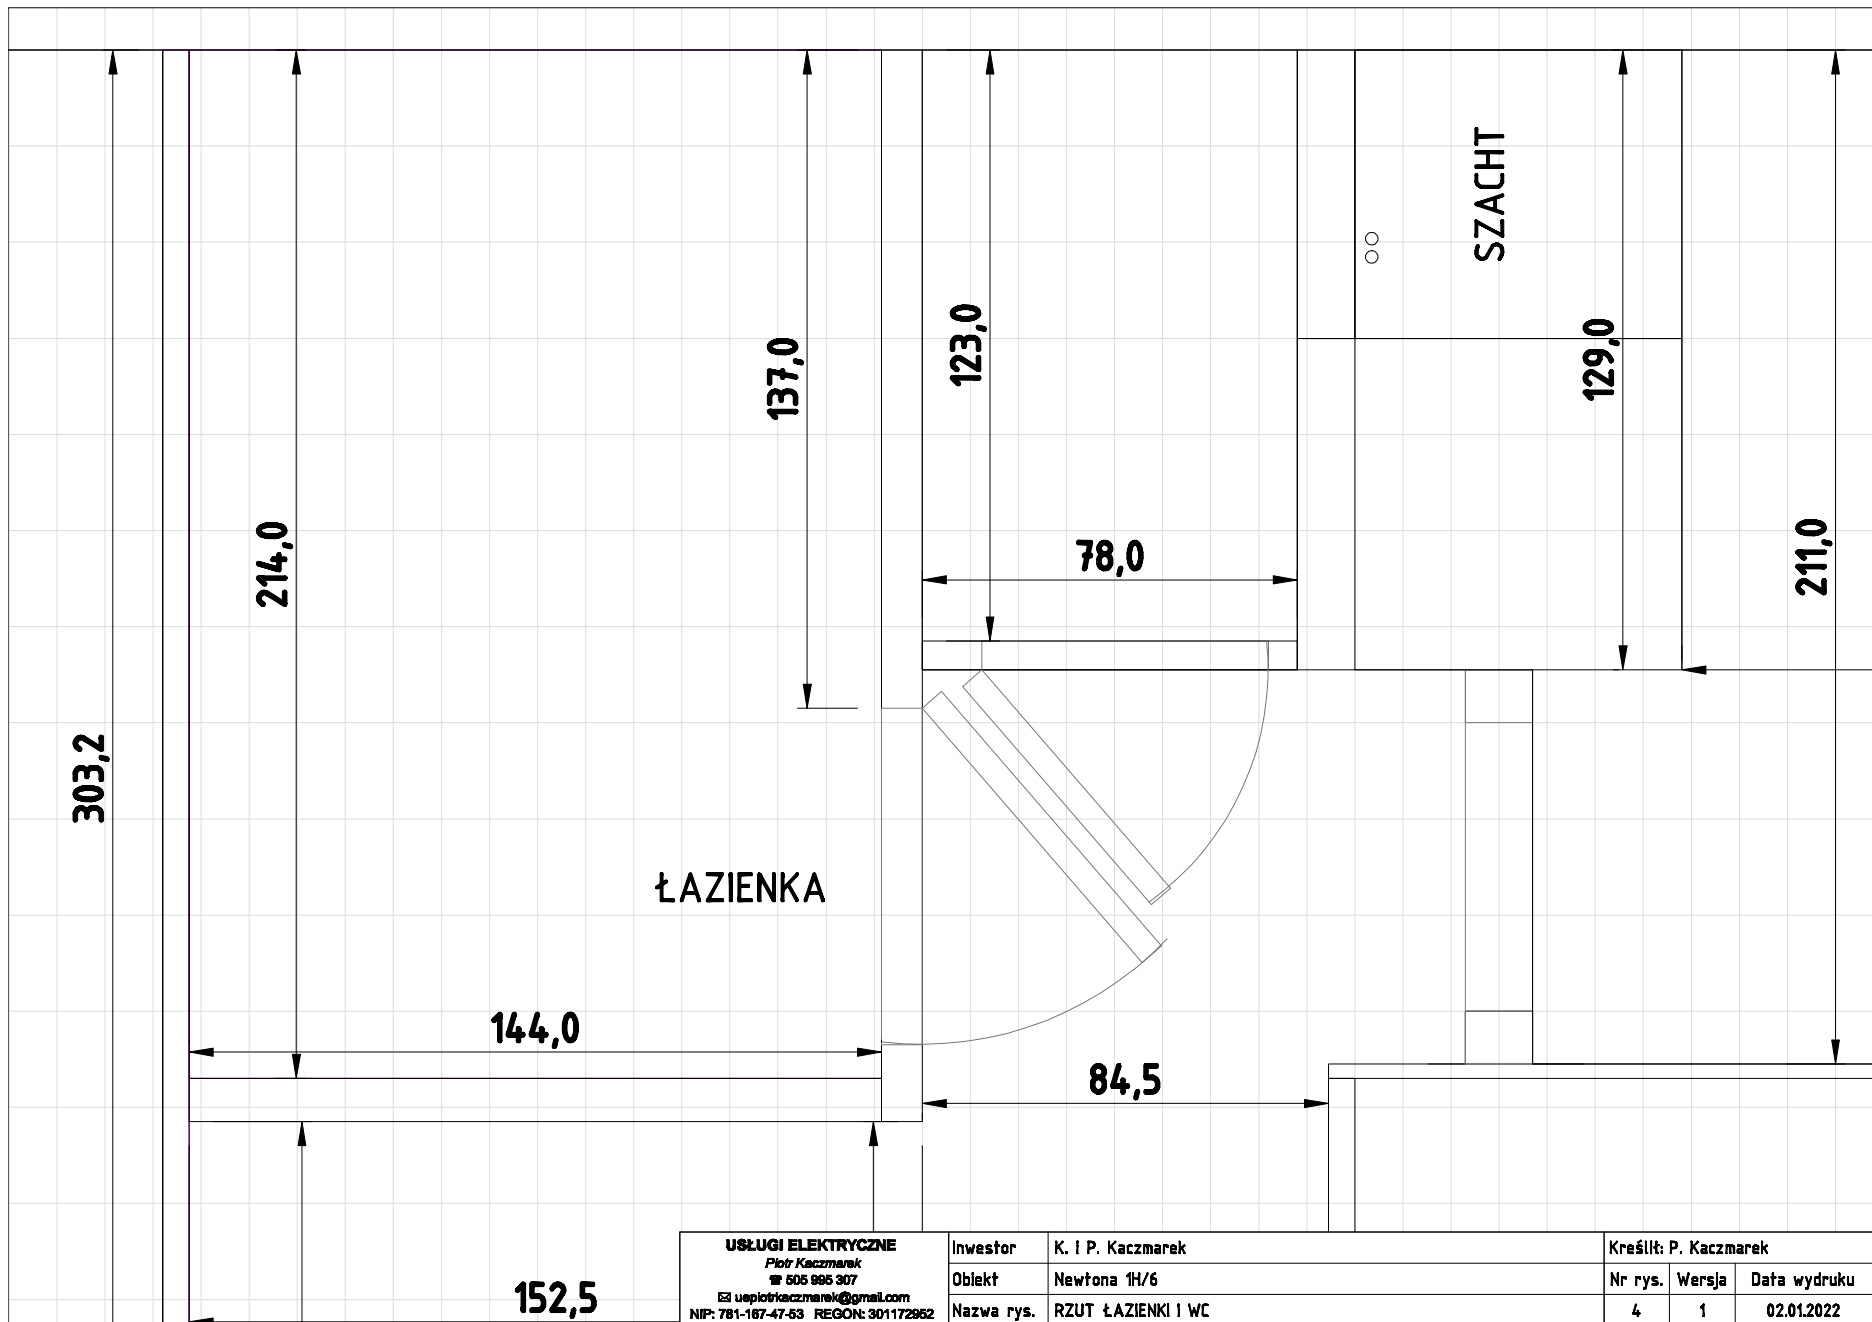 SZACHT
123,0
137,0
129,0
214,0
78,0
211,0
303,2
ŁAZIENKA
144,0
84,5
152,5
USŁUGI ELEKTRYCZNE
Piotr Kaczmarek
☎ 505 995 307
✉ uepiotrkaczmarek@gmail.com
NIP: 781-167-47-53 REGON: 301172952
Inwestor K. i P. Kaczmarek
Obiekt Newtona 1H/6
Nazwa rys. RZUT ŁAZIENKI I WC
Kreślił: P. Kaczmarek
Nr rys. Wersja Data wydruku
4 1 02.01.2022